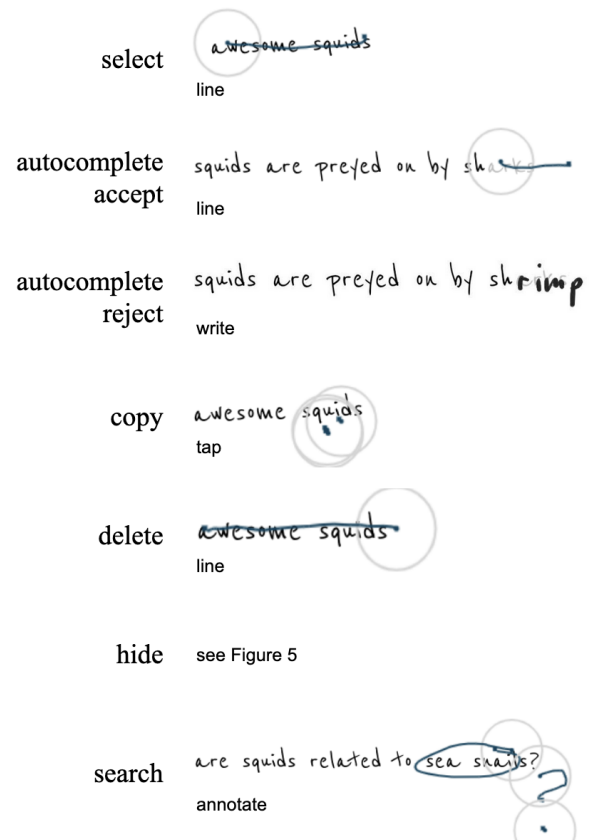 select awesome squids
line
autocomplete accept squids are preyed on by sharks
line
autocomplete reject squids are preyed on by shrimp
write
copy awesome squids
tap
delete awesome squids
line
hide see Figure 5
search are squids related to sea snails?
annotate
?